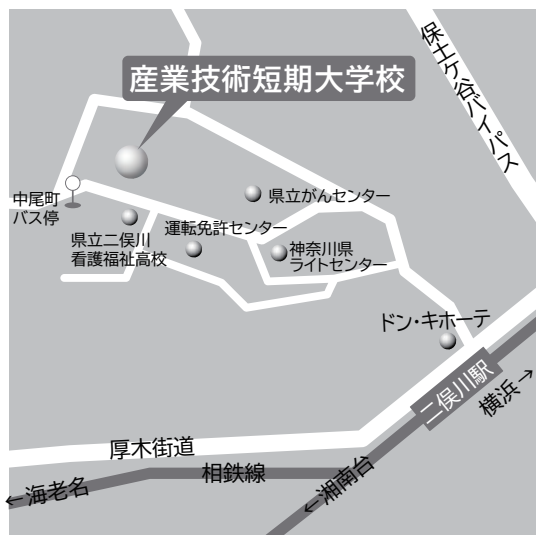 保土ケ谷バイパス
産業技術短期大学校
中尾町
バス停
県立がんセンター
県立二俣川
看護福祉高校
運転免許センター
神奈川県
ライトセンター
ドン・キホーテ
二俣川駅
横浜→
厚木街道
相鉄線
←海老名
←湘南台